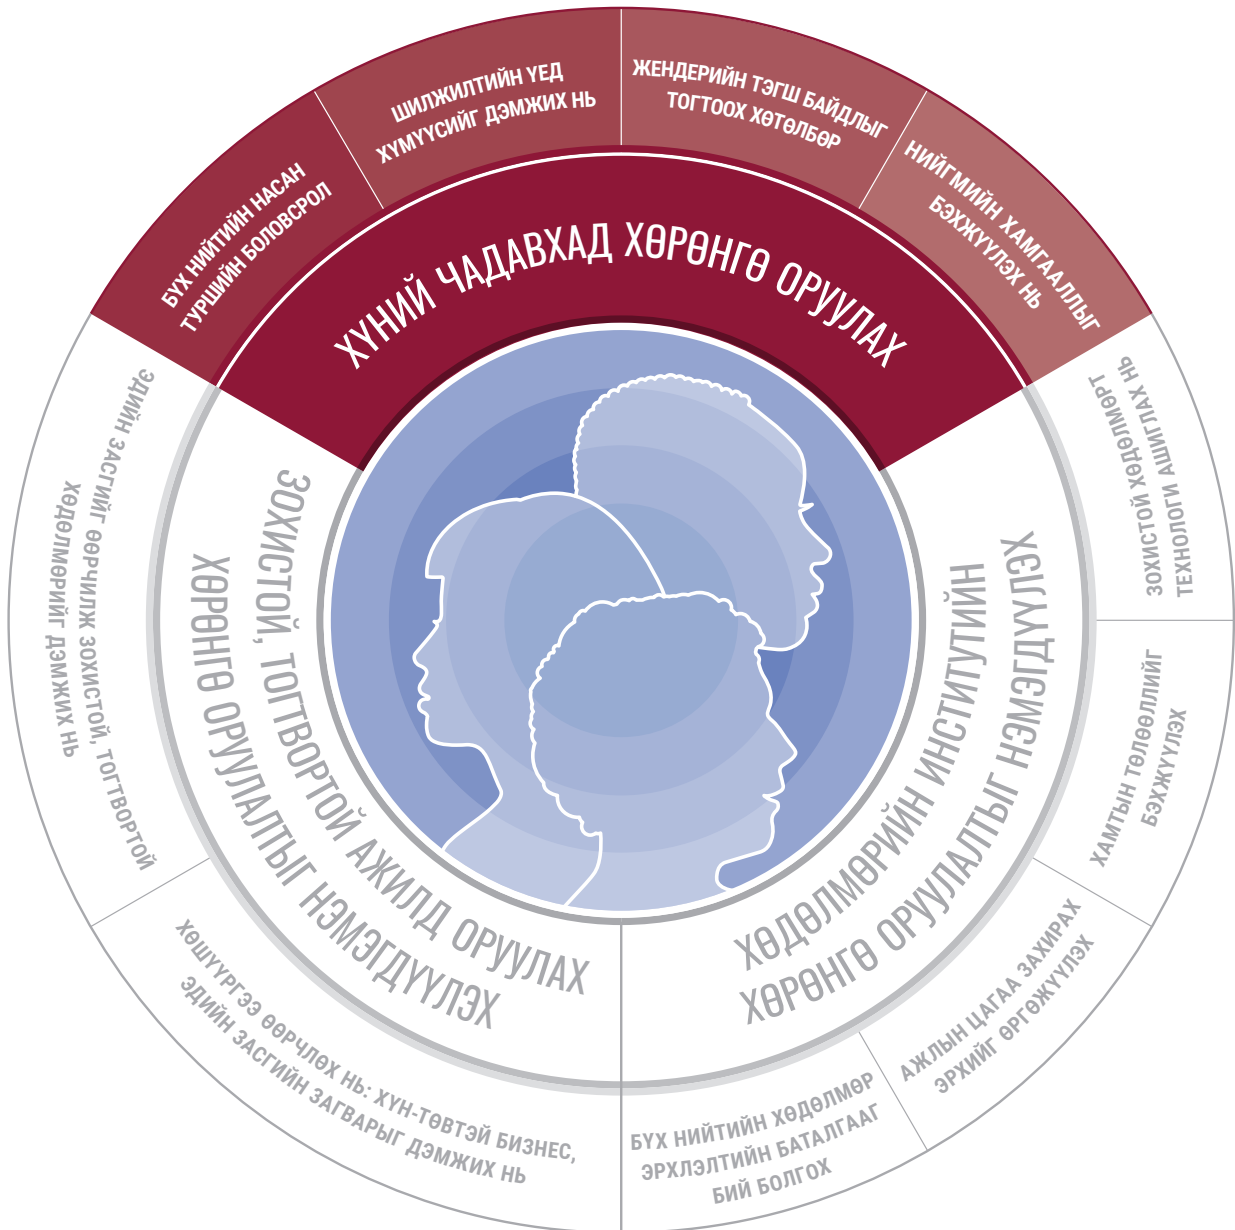 БҮХ НИЙТИЙН НАСАН
ТУРШИЙН БОЛОВСРОЛ
ШИЛЖИЛТИЙН ҮЕД
ХҮМҮҮСИЙГ ДЭМЖИХ НЬ
ЖЕНДЕРИЙН ТЭГШ БАЙДЛЫГ
ТОГТООХ ХӨТӨЛБӨР
НИЙГМИЙН ХАМГААЛЛЫГ
БЭХЖҮҮЛЭХ НЬ
ХҮНИЙ ЧАДАВХАД ХӨРӨНГӨ ОРУУЛАХ
ЗОХИСТОЙ ХӨДӨЛМӨРТ
ТЕХНОЛОГИ АШИГЛАХ НЬ
ХАМТЫН ТӨЛӨӨЛЛИЙГ
БЭХЖҮҮЛЭХ
АЖЛЫН ЦАГАА ЗАХИРАХ
ЭРХИЙГ ӨРГӨЖҮҮЛЭХ
БҮХ НИЙТИЙН ХӨДӨЛМӨР
ЭРХЛЭЛТИЙН БАТАЛГААГ
БИЙ БОЛГОХ
ХӨДӨЛМӨРИЙН ИНСТИТУТИЙН
ХӨРӨНГӨ ОРУУЛАЛТЫГ НЭМЭГДҮҮЛЭХ
ЗОХИСТОЙ, ТОГТВОРТОЙ АЖИЛД ОРУУЛАХ
ХӨРӨНГӨ ОРУУЛАЛТЫГ НЭМЭГДҮҮЛЭХ
ЭДИЙН ЗАСГИЙГ ӨӨРЧИЛЖ ЗОХИСТОЙ, ТОГТВОРТОЙ
ХӨДӨЛМӨРИЙГ ДЭМЖИХ НЬ
ХӨШҮҮРГЭЭ ӨӨРЧЛӨХ НЬ: ХҮН-ТӨВТЭЙ БИЗНЕС,
ЭДИЙН ЗАСГИЙН ЗАГВАРЫГ ДЭМЖИХ НЬ